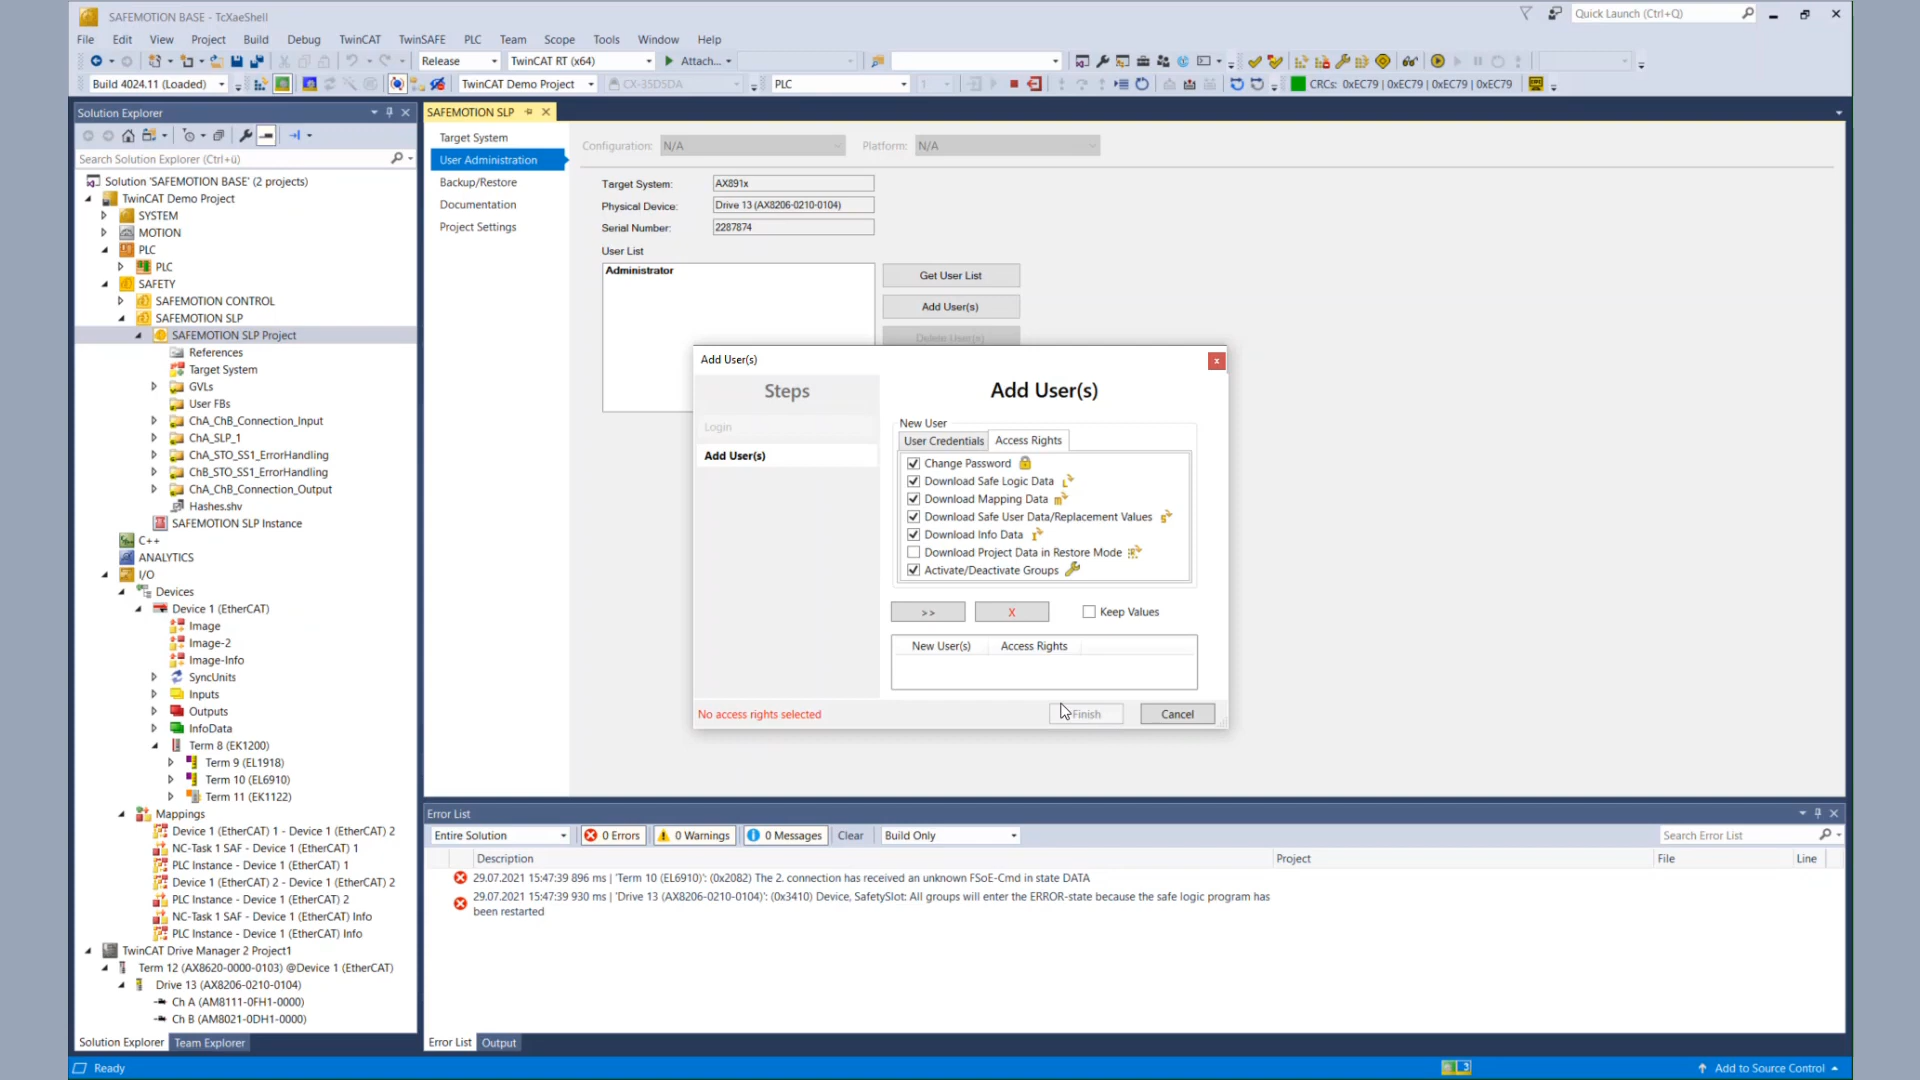 SAFEMOTION BASE - TcXaeShell
Quick Launch (Ctrl+Q)
File Edit View Project Build Debug TwinCAT TwinSAFE PLC Team Scope Tools Window Help
Release TwinCAT RT (x64) Attach...
Build 4024.11 (Loaded) TwinCAT Demo Project CX-35D5DA PLC 1 CRCs: 0xEC79 | 0xEC79 | 0xEC79 | 0xEC79
Solution Explorer
Search Solution Explorer (Ctrl+ü)
Solution 'SAFEMOTION BASE' (2 projects)
TwinCAT Demo Project
SYSTEM
MOTION
PLC
PLC
SAFETY
SAFEMOTION CONTROL
SAFEMOTION SLP
SAFEMOTION SLP Project
References
Target System
GVLs
User FBs
ChA_ChB_Connection_Input
ChA_SLP_1
ChA_STO_SS1_ErrorHandling
ChB_STO_SS1_ErrorHandling
ChA_ChB_Connection_Output
Hashes.shv
SAFEMOTION SLP Instance
C++
ANALYTICS
I/O
Devices
Device 1 (EtherCAT)
Image
Image-2
Image-Info
SyncUnits
Inputs
Outputs
InfoData
Term 8 (EK1200)
Term 9 (EL1918)
Term 10 (EL6910)
Term 11 (EK1122)
Mappings
Device 1 (EtherCAT) 1 - Device 1 (EtherCAT) 2
NC-Task 1 SAF - Device 1 (EtherCAT) 1
PLC Instance - Device 1 (EtherCAT) 1
Device 1 (EtherCAT) 2 - Device 1 (EtherCAT) 2
PLC Instance - Device 1 (EtherCAT) 2
NC-Task 1 SAF - Device 1 (EtherCAT) Info
PLC Instance - Device 1 (EtherCAT) Info
TwinCAT Drive Manager 2 Project1
Term 12 (AX8620-0000-0103) @Device 1 (EtherCAT)
Drive 13 (AX8206-0210-0104)
Ch A (AM8111-0FH1-0000)
Ch B (AM8021-0DH1-0000)
Solution Explorer Team Explorer
SAFEMOTION SLP
Target System
User Administration
Backup/Restore
Documentation
Project Settings
Configuration: N/A Platform: N/A
Target System: AX891x
Physical Device: Drive 13 (AX8206-0210-0104)
Serial Number: 2287874
User List
Administrator
Get User List
Add User(s)
Delete User(s)
Add User(s)
x
Steps
Login
Add User(s)
Add User(s)
New User
User Credentials Access Rights
Change Password
Download Safe Logic Data
Download Mapping Data
Download Safe User Data/Replacement Values
Download Info Data
Download Project Data in Restore Mode
Activate/Deactivate Groups
>> X Keep Values
New User(s) Access Rights
No access rights selected
Finish Cancel
Error List
Entire Solution 0 Errors 0 Warnings 0 Messages Clear Build Only Search Error List
Description Project File Line
29.07.2021 15:47:39 896 ms | 'Term 10 (EL6910)': (0x2082) The 2. connection has received an unknown FSoE-Cmd in state DATA
29.07.2021 15:47:39 930 ms | 'Drive 13 (AX8206-0210-0104)': (0x3410) Device, SafetySlot: All groups will enter the ERROR-state because the safe logic program has
been restarted
Error List Output
Ready
Add to Source Control